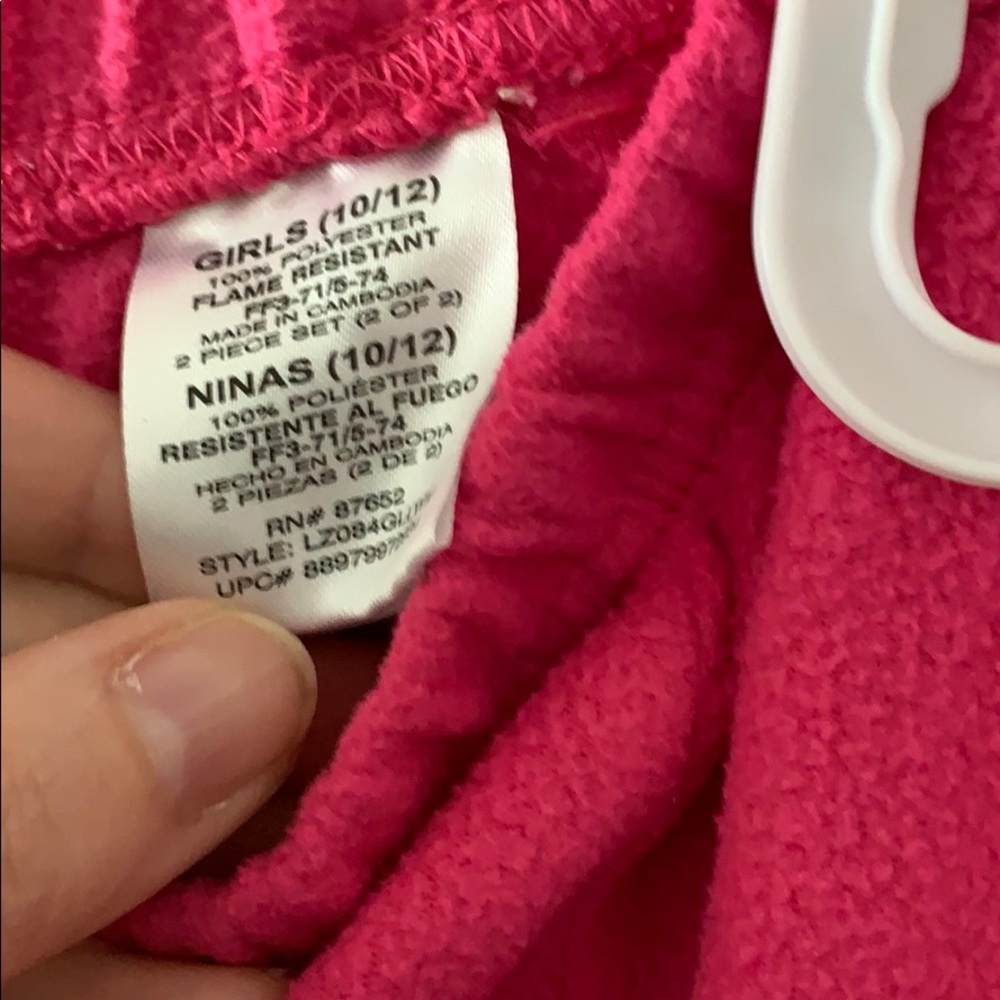 GIRLS (10/12)
100% POLYESTER
FLAME RESISTANT
FF3-71/5-74
MADE IN CAMBODIA
2 PIECE SET (2 OF 2)
NINAS (10/12)
100% POLIÉSTER
RESISTENTE AL FUEGO
FF3-71/5-74
HECHO EN CAMBODIA
2 PIEZAS (2 DE 2)
RN# 87652
STYLE:
UPC#